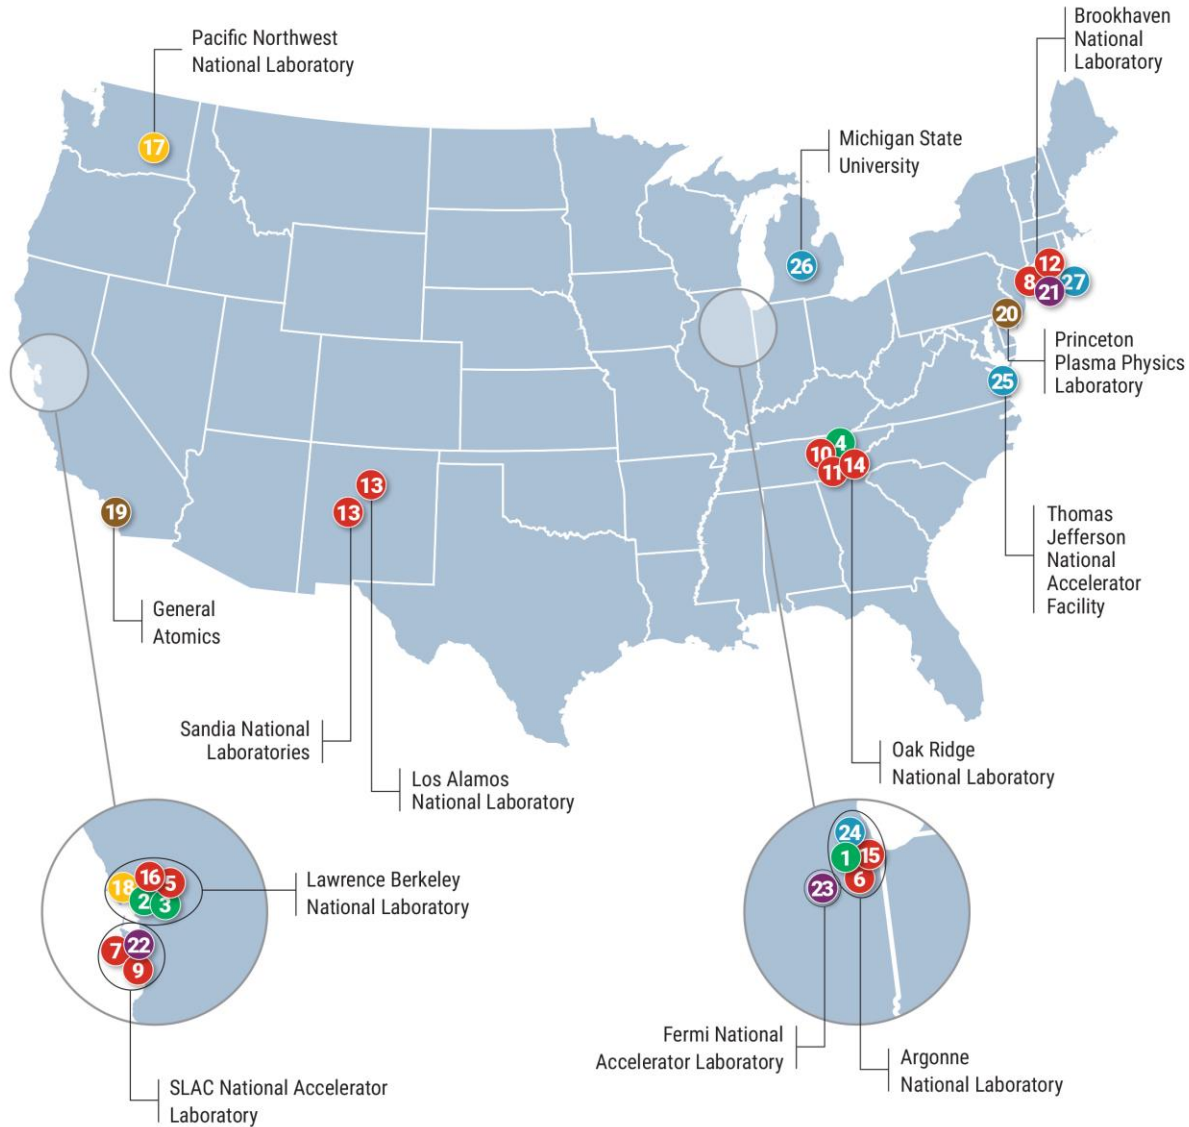 Brookhaven
National
Laboratory
Pacific Northwest
National Laboratory
17
Michigan State
University
26
12
8
27
21
20
Princeton
Plasma Physics
Laboratory
25
4
10
14
11
13
13
19
Thomas
Jefferson
National
Accelerator
Facility
General
Atomics
Sandia National
Laboratories
Los Alamos
National Laboratory
Oak Ridge
National Laboratory
16
5
18
2
3
Lawrence Berkeley
National Laboratory
22
7
9
24
1
15
6
23
Fermi National
Accelerator Laboratory
Argonne
National Laboratory
SLAC National Accelerator
Laboratory